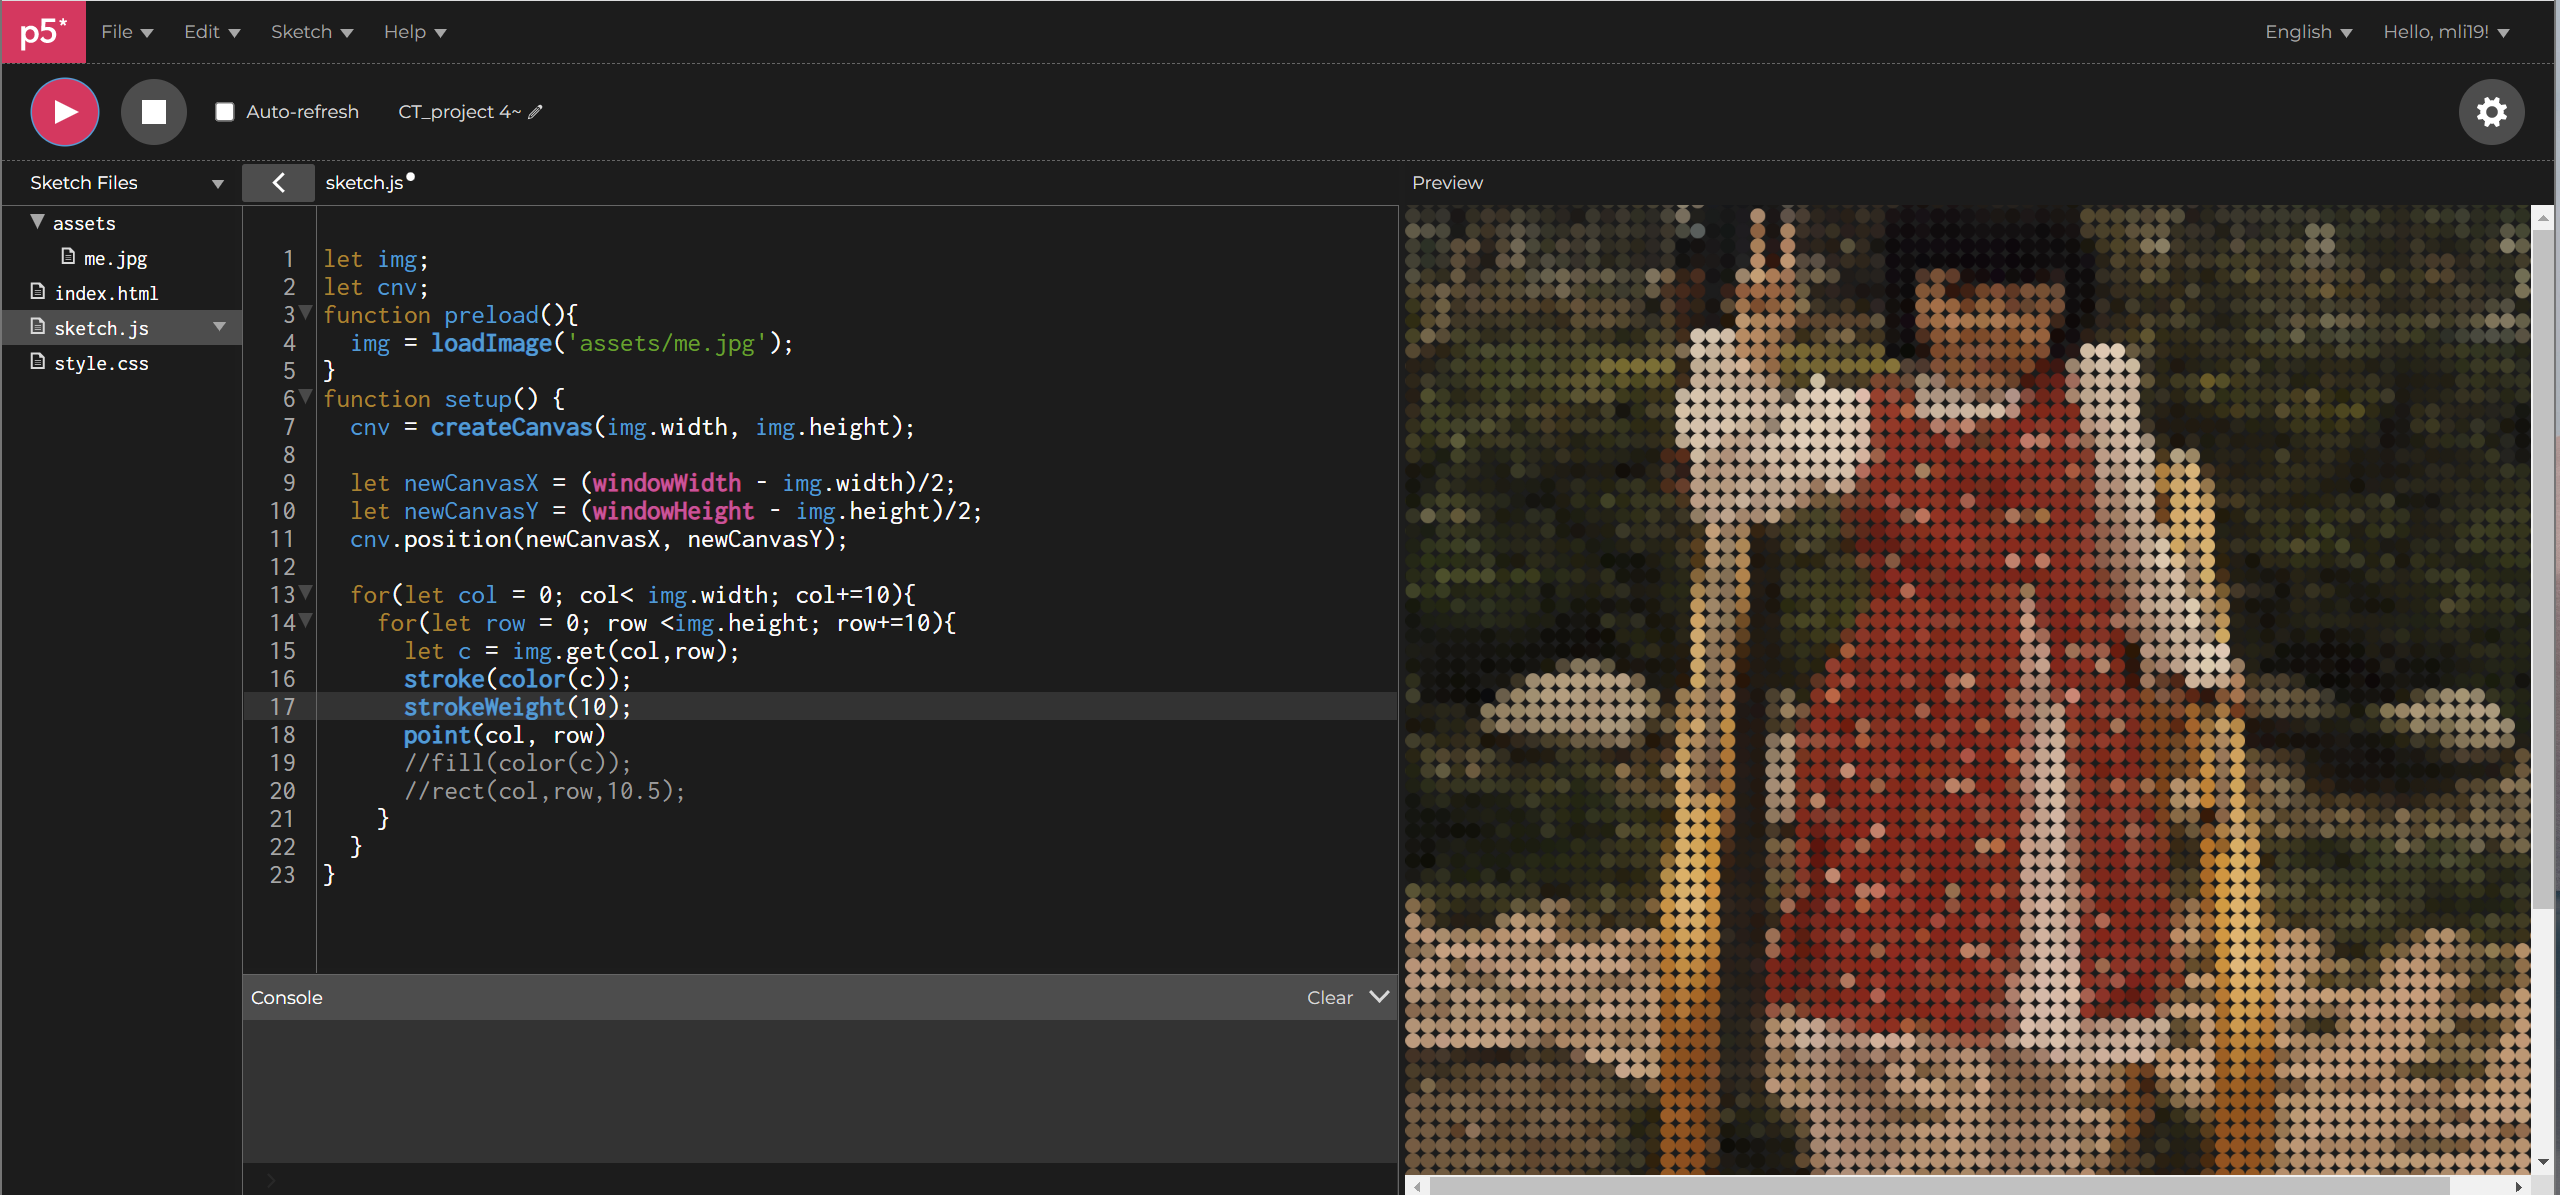 p5* File Edit Sketch Help English Hello, mli19!
Auto-refresh CT_project 4~
Sketch Files
assets
me.jpg
index.html
sketch.js
style.css
sketch.js
1 let img;
2 let cnv;
3 function preload(){
4 img = loadImage('assets/me.jpg');
5 }
6 function setup() {
7 cnv = createCanvas(img.width, img.height);
8
9 let newCanvasX = (windowWidth - img.width)/2;
10 let newCanvasY = (windowHeight - img.height)/2;
11 cnv.position(newCanvasX, newCanvasY);
12
13 for(let col = 0; col< img.width; col+=10){
14 for(let row = 0; row <img.height; row+=10){
15 let c = img.get(col,row);
16 stroke(color(c));
17 strokeWeight(10);
18 point(col, row)
19 //fill(color(c));
20 //rect(col,row,10.5);
21 }
22 }
23 }
Console Clear
Preview